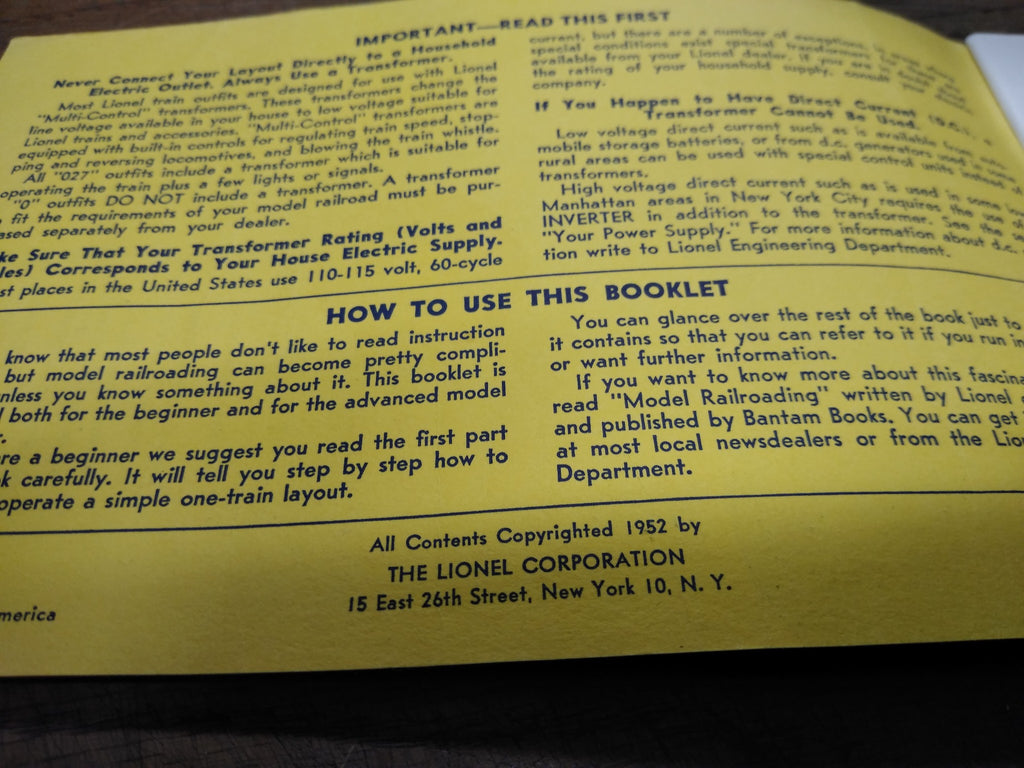 IMPORTANT—READ THIS FIRST
Never Connect Your Layout Directly to a Household
Electric Outlet. Always Use a Transformer.
Most Lionel train outfits are designed for use with Lionel
"Multi-Control" transformers. These transformers change the
line voltage available in your house to low voltage suitable for
Lionel trains and accessories. "Multi-Control" transformers are
equipped with built-in controls for regulating train speed, stop-
ping and reversing locomotives, and blowing the train whistle.
All "027" outfits include a transformer which is suitable for
operating the train plus a few lights or signals.
"0" outfits DO NOT include a transformer. A transformer
fit the requirements of your model railroad must be pur-
ased separately from your dealer.
ke Sure That Your Transformer Rating (Volts and
les) Corresponds to Your House Electric Supply.
st places in the United States use 110-115 volt, 60-cycle
current, but there are a number of exceptions,
special conditions exist special transformers
available from your Lionel dealer, if you are
the rating of your household supply, consult
company.
If You Happen to Have Direct Current (D.C.)
Transformer Cannot Be Used.
Low voltage direct current such as is available from
mobile storage batteries, or from d.c. generators used
rural areas can be used with special control units instead of
transformers.
High voltage direct current such as is used in some
Manhattan areas in New York City requires the use of
INVERTER in addition to the transformer. See the
"Your Power Supply." For more information about d.c.
tion write to Lionel Engineering Department.
HOW TO USE THIS BOOKLET
know that most people don't like to read instruction
but model railroading can become pretty compli-
nless you know something about it. This booklet is
both for the beginner and for the advanced model
r.
re a beginner we suggest you read the first part
k carefully. It will tell you step by step how to
operate a simple one-train layout.
You can glance over the rest of the book just to
it contains so that you can refer to it if you run in
or want further information.
If you want to know more about this fascina
read "Model Railroading" written by Lionel
and published by Bantam Books. You can get
at most local newsdealers or from the Lio
Department.
All Contents Copyrighted 1952 by
THE LIONEL CORPORATION
15 East 26th Street, New York 10, N. Y.
merica